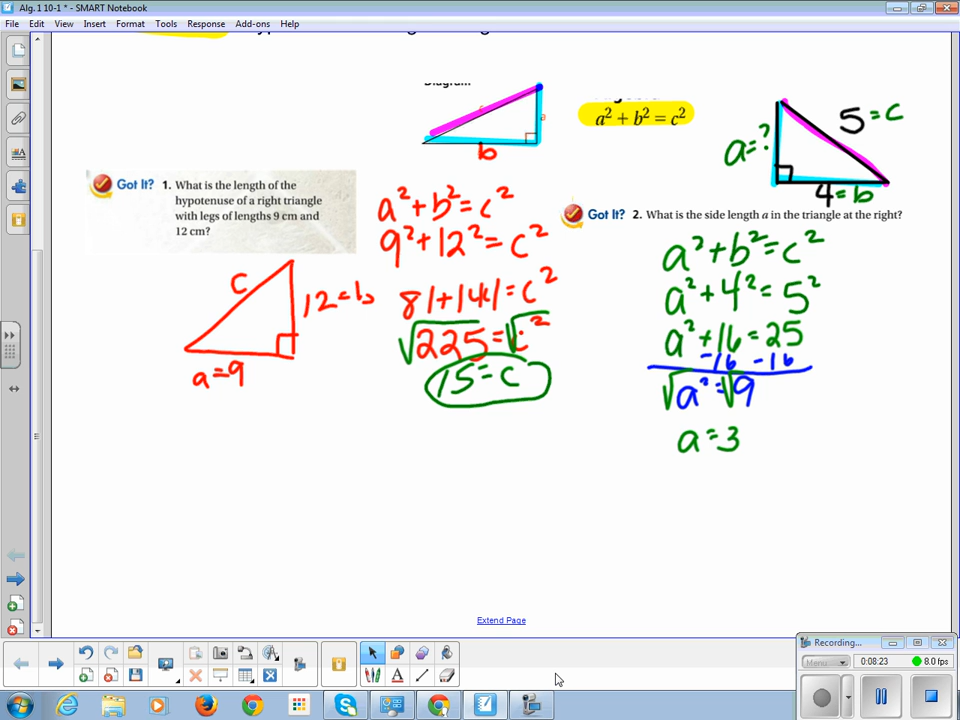 Alg.1 10-1 * - SMART Notebook
File Edit View Insert Format Tools Response Add-ons Help
Diagram
a² + b² = c²
b
5 = c
a = ?
4 = b
Got It? 1. What is the length of the
hypotenuse of a right triangle
with legs of lengths 9 cm and
12 cm?
c
12 = b
a = 9
a² + b² = c²
9² + 12² = c²
81 + 144 = c²
√225 = √c²
15 = c
Got It? 2. What is the side length a in the triangle at the right?
a² + b² = c²
a² + 4² = 5²
a² + 16 = 25
-16 -16
√a² = √9
a = 3
Extend Page
Recording...
Menu 0:08:23 8.0 fps